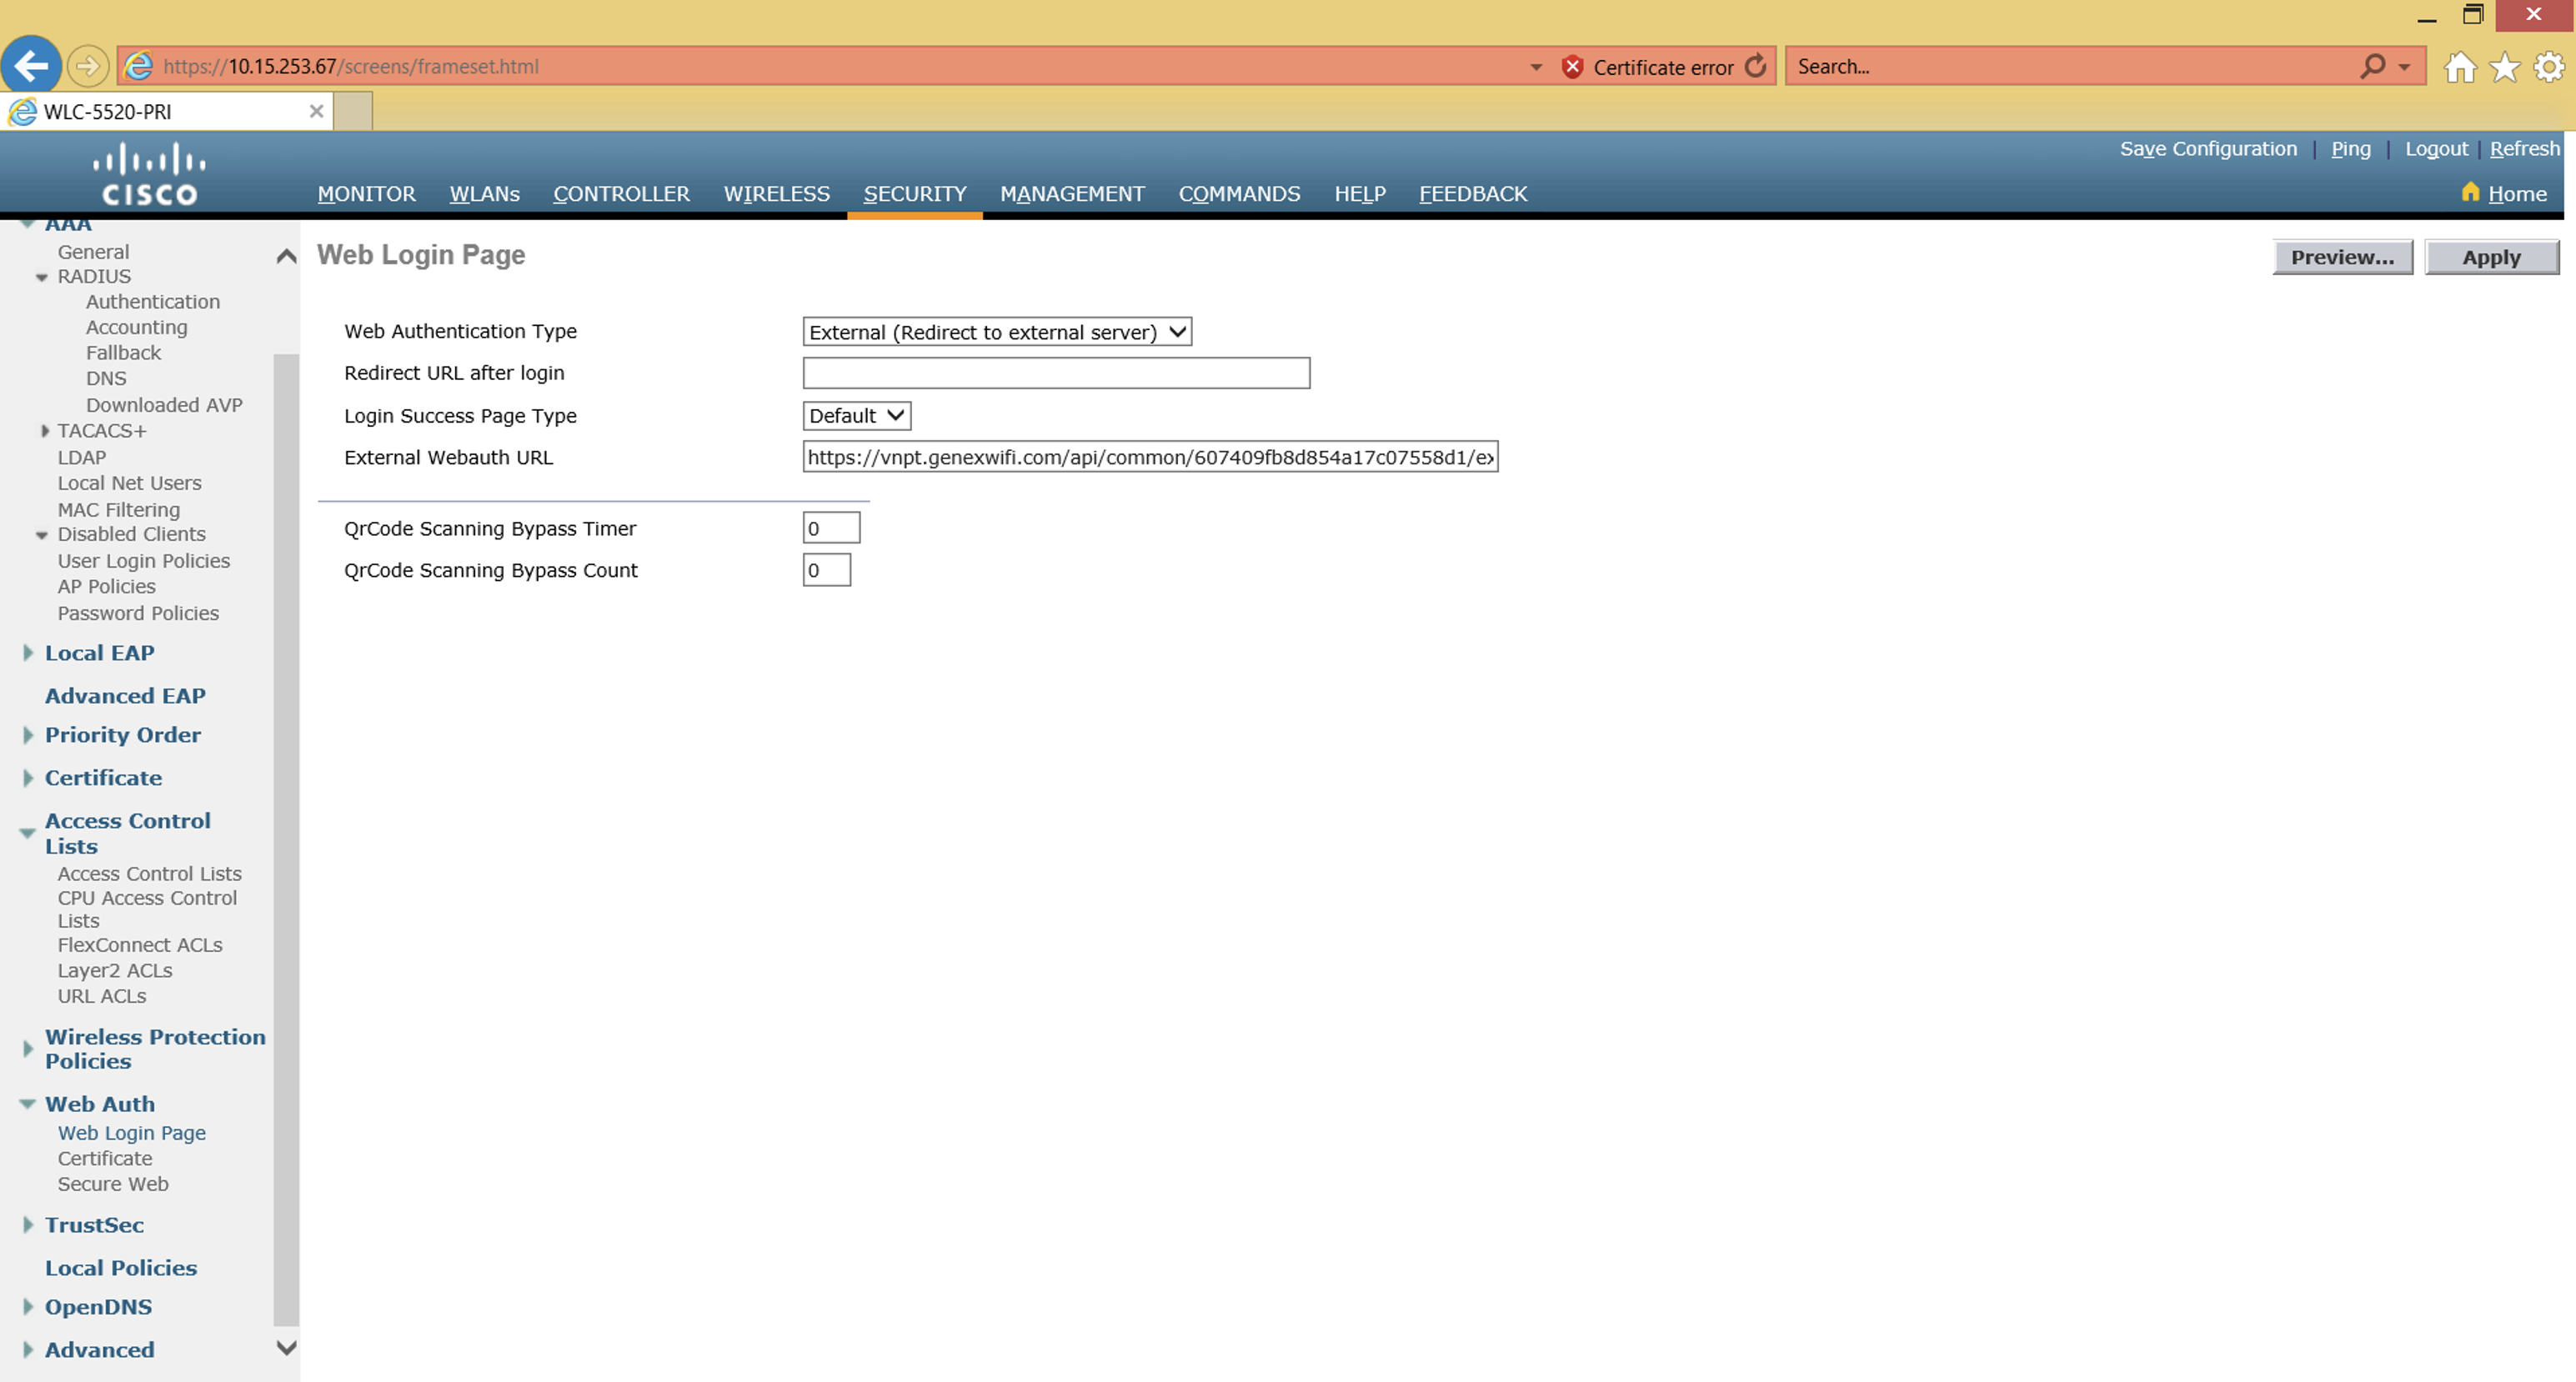 https://10.15.253.67/screens/frameset.html
Certificate error
Search...
WLC-5520-PRI
Save Configuration | Ping | Logout | Refresh
CISCO
MONITOR WLANs CONTROLLER WIRELESS SECURITY MANAGEMENT COMMANDS HELP FEEDBACK
Home
AAA
General
RADIUS
Authentication
Accounting
Fallback
DNS
Downloaded AVP
TACACS+
LDAP
Local Net Users
MAC Filtering
Disabled Clients
User Login Policies
AP Policies
Password Policies
Local EAP
Advanced EAP
Priority Order
Certificate
Access Control
Lists
Access Control Lists
CPU Access Control
Lists
FlexConnect ACLs
Layer2 ACLs
URL ACLs
Wireless Protection
Policies
Web Auth
Web Login Page
Certificate
Secure Web
TrustSec
Local Policies
OpenDNS
Advanced
Web Login Page
Preview...
Apply
Web Authentication Type External (Redirect to external server)
Redirect URL after login
Login Success Page Type Default
External Webauth URL https://vnpt.genexwifi.com/api/common/607409fb8d854a17c07558d1/ex
QrCode Scanning Bypass Timer 0
QrCode Scanning Bypass Count 0